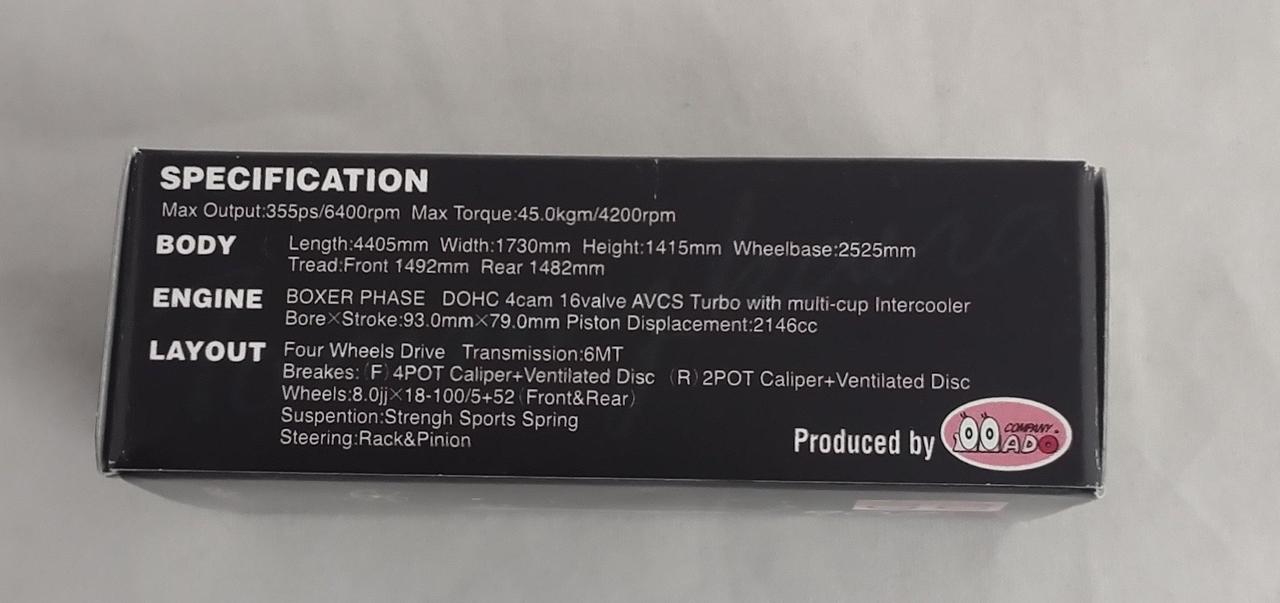 SPECIFICATION
Max Output:355ps/6400rpm Max Torque:45.0kgm/4200rpm
BODY Length:4405mm Width:1730mm Height:1415mm Wheelbase:2525mm
Tread:Front 1492mm Rear 1482mm
ENGINE BOXER PHASE DOHC 4cam 16valve AVCS Turbo with multi-cup Intercooler
Bore×Stroke:93.0mm×79.0mm Piston Displacement:2146cc
LAYOUT Four Wheels Drive Transmission:6MT
Breakes:(F)4POT Caliper+Ventilated Disc (R)2POT Caliper+Ventilated Disc
Wheels:8.0jj×18-100/5+52(Front&Rear)
Suspention:Strengh Sports Spring
Steering:Rack&Pinion
Produced by
COMPANY